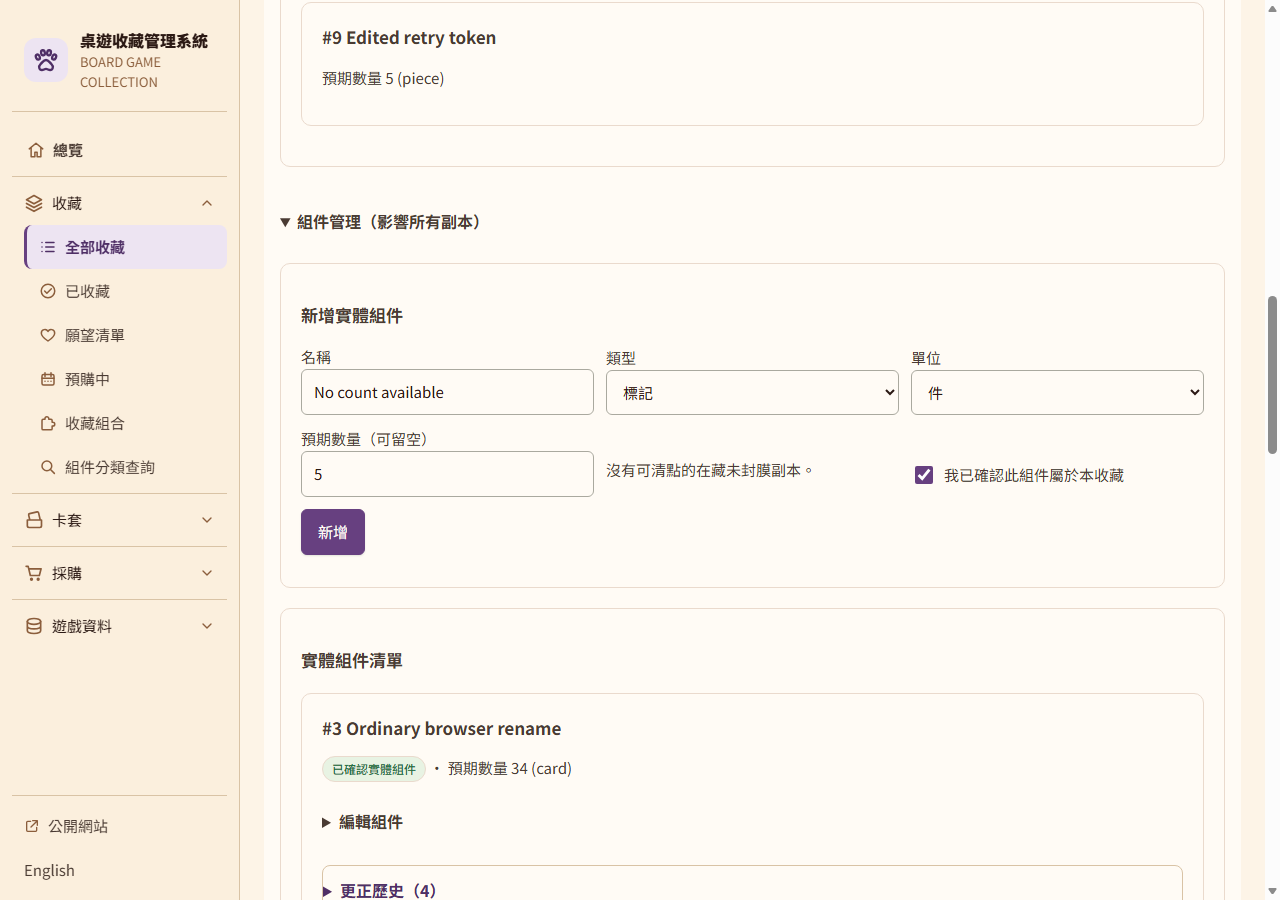 桌遊收藏管理系統
BOARD GAME
COLLECTION
總覽
收藏
全部收藏
已收藏
願望清單
預購中
收藏組合
組件分類查詢
卡套
採購
遊戲資料
公開網站
English
#9 Edited retry token
預期數量 5 (piece)
組件管理（影響所有副本）
新增實體組件
名稱
類型
單位
No count available
標記
件
預期數量（可留空）
5
沒有可清點的在藏未封膜副本。
我已確認此組件屬於本收藏
新增
實體組件清單
#3 Ordinary browser rename
已確認實體組件 · 預期數量 34 (card)
編輯組件
更正歷史（4）